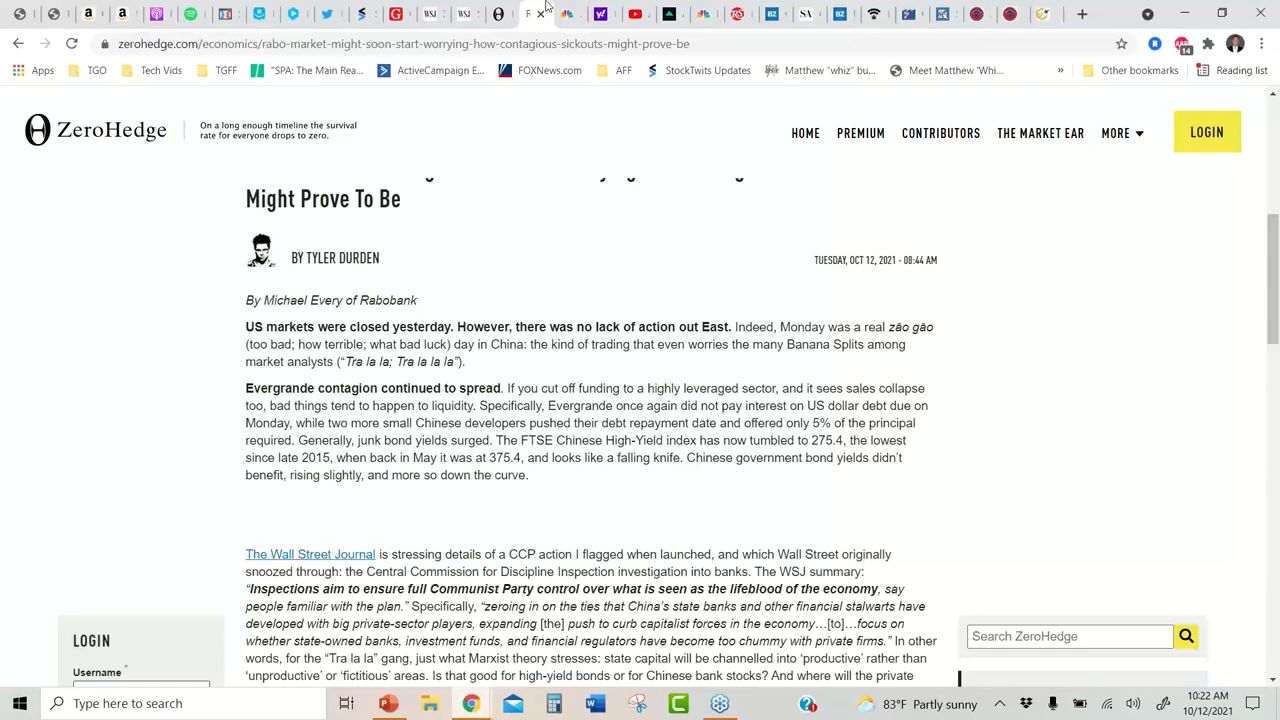 zerohedge.com/economics/rabo-market-might-soon-start-worrying-how-contagious-sickouts-might-prove-be
14
Apps
TGO
Tech Vids
TGFF
"SPA: The Main Rea...
ActiveCampaign E...
FOXNews.com
AFF
StockTwits Updates
Matthew "whiz" bu...
Meet Matthew 'Whi...
»
Other bookmarks
Reading list
ZeroHedge
On a long enough timeline the survival
rate for everyone drops to zero.
HOME
PREMIUM
CONTRIBUTORS
THE MARKET EAR
MORE
LOGIN
Might Prove To Be
BY TYLER DURDEN
TUESDAY, OCT 12, 2021 - 08:44 AM
By Michael Every of Rabobank
US markets were closed yesterday. However, there was no lack of action out East. Indeed, Monday was a real zāo gāo
(too bad; how terrible; what bad luck) day in China: the kind of trading that even worries the many Banana Splits among
market analysts (“Tra la la; Tra la la la”).
Evergrande contagion continued to spread. If you cut off funding to a highly leveraged sector, and it sees sales collapse
too, bad things tend to happen to liquidity. Specifically, Evergrande once again did not pay interest on US dollar debt due on
Monday, while two more small Chinese developers pushed their debt repayment date and offered only 5% of the principal
required. Generally, junk bond yields surged. The FTSE Chinese High-Yield index has now tumbled to 275.4, the lowest
since late 2015, when back in May it was at 375.4, and looks like a falling knife. Chinese government bond yields didn’t
benefit, rising slightly, and more so down the curve.
The Wall Street Journal is stressing details of a CCP action I flagged when launched, and which Wall Street originally
snoozed through: the Central Commission for Discipline Inspection investigation into banks. The WSJ summary:
“Inspections aim to ensure full Communist Party control over what is seen as the lifeblood of the economy, say
people familiar with the plan.” Specifically, “zeroing in on the ties that China’s state banks and other financial stalwarts have
developed with big private-sector players, expanding [the] push to curb capitalist forces in the economy…[to]…focus on
whether state-owned banks, investment funds, and financial regulators have become too chummy with private firms.” In other
words, for the “Tra la la” gang, just what Marxist theory stresses: state capital will be channelled into ‘productive’ rather than
‘unproductive’ or ‘fictitious’ areas. Is that good for high-yield bonds or for Chinese bank stocks? And where will the private
LOGIN
Username *
Search ZeroHedge
Type here to search
83°F Partly sunny
10:22 AM
10/12/2021